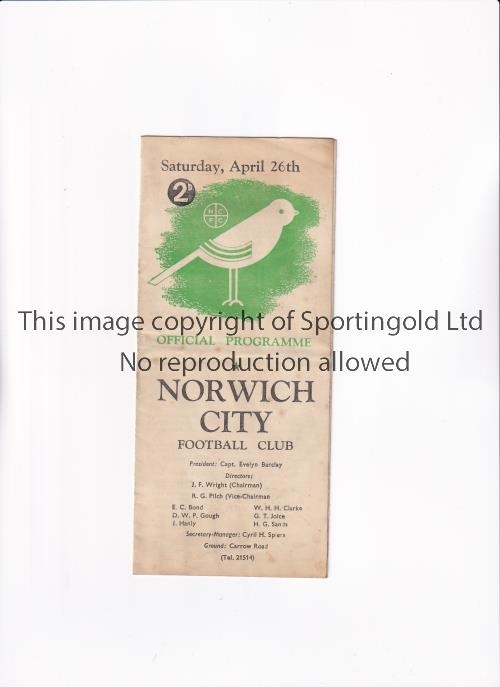 Saturday, April 26th
2D
N C
F C
This image copyright of Sportingold Ltd
OFFICIAL PROGRAMME
No reproduction allowed
NORWICH
CITY
FOOTBALL CLUB
President: Capt. Evelyn Barclay
Directors:
J. F. Wright (Chairman)
R. G. Pilch (Vice-Chairman
E. C. Bond W. H. H. Clarke
D. W. P. Gough G. T. Joice
J. Hanly H. G. Sands
Secretary-Manager: Cyril H. Spiers
Ground: Carrow Road
(Tel. 21514)